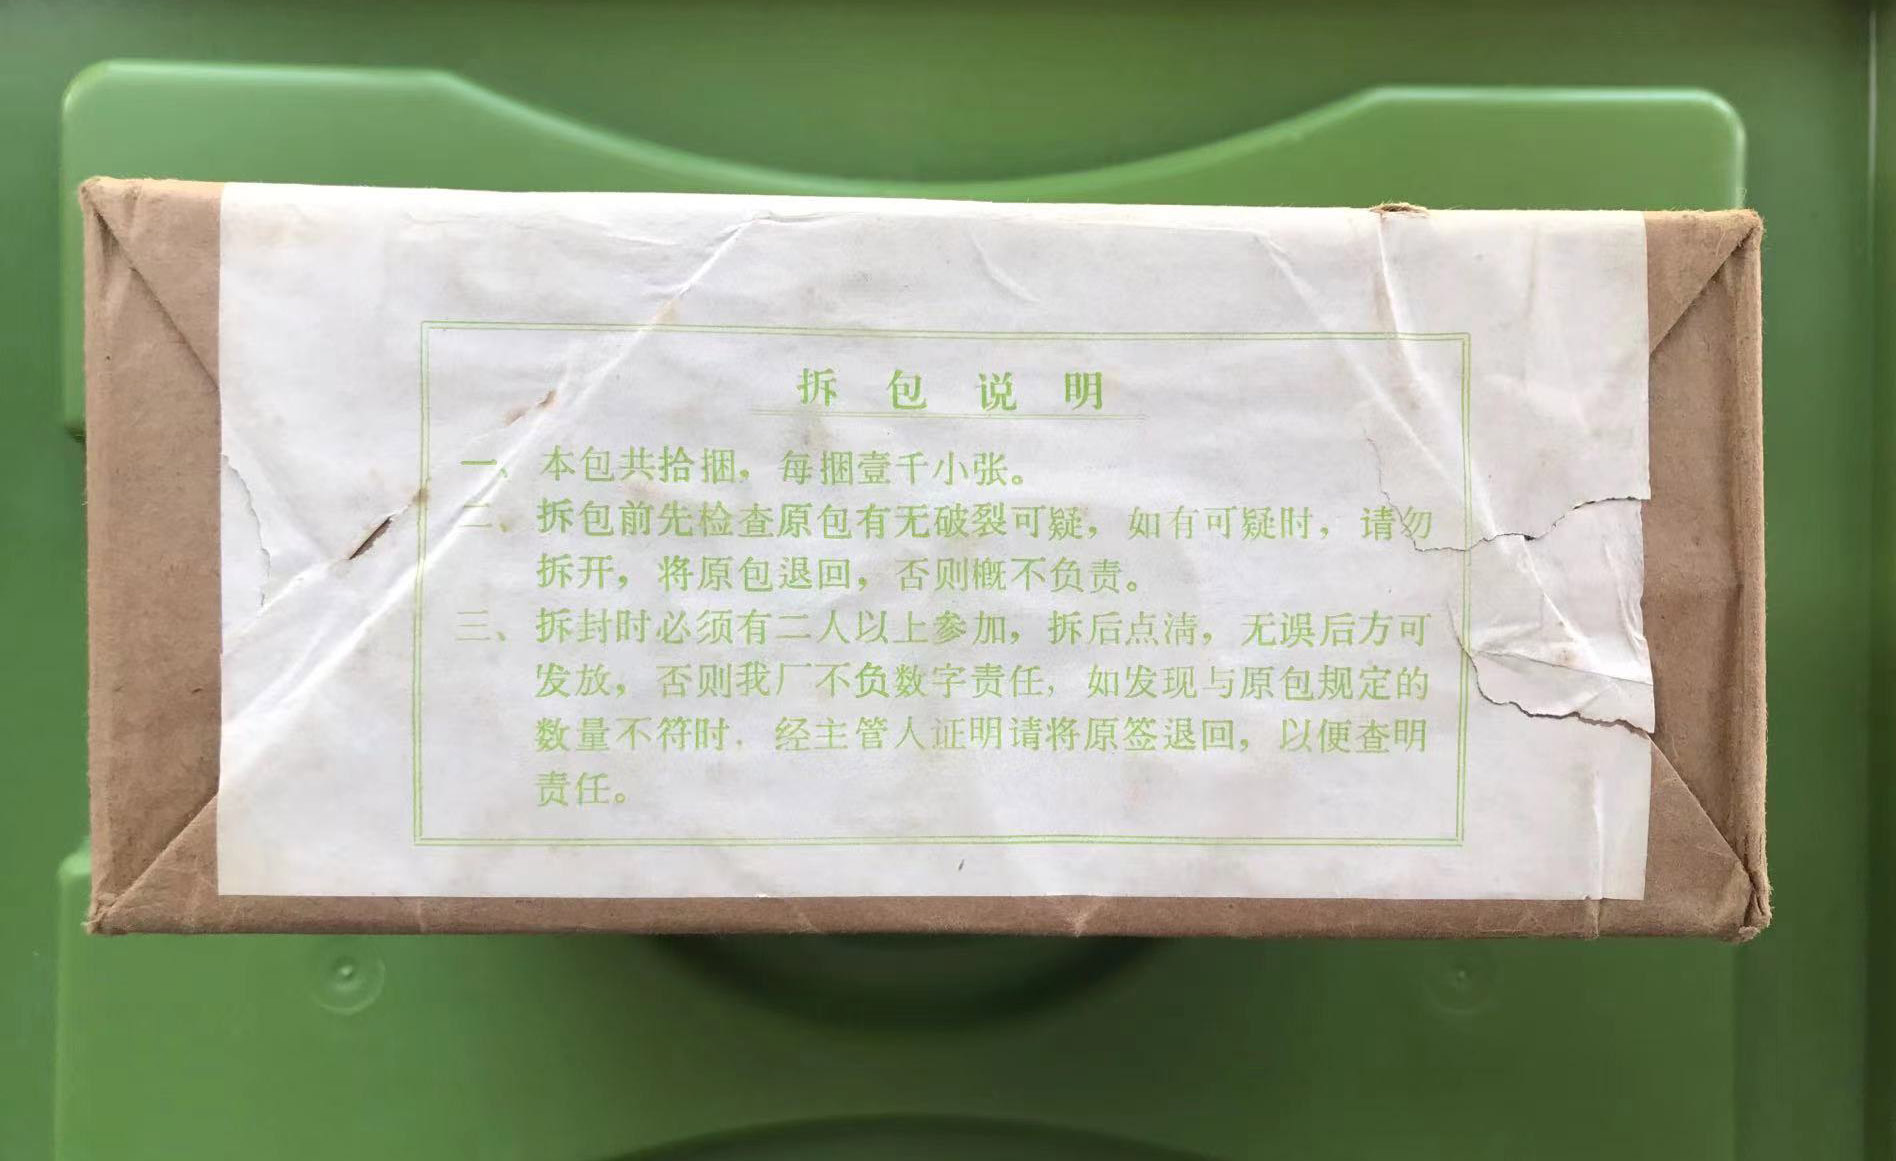 拆包说明
一、本包共拾捆，每捆壹千小张。
二、拆包前先检查原包有无破裂可疑，如有可疑时，请勿
拆开，将原包退回，否则概不负责。
三、拆封时必须有二人以上参加，拆后点清，无误后方可
发放，否则我厂不负数字责任，如发现与原包规定的
数量不符时．经主管人证明请将原签退回，以便查明
责任。